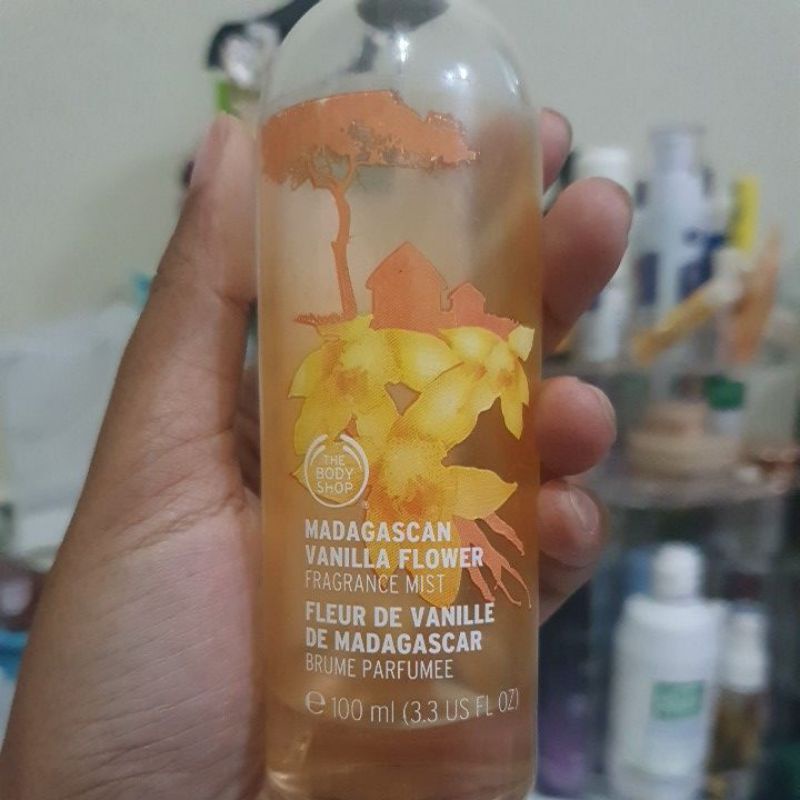 THE
BODY
SHOP
MADAGASCAN
VANILLA FLOWER
FRAGRANCE MIST
FLEUR DE VANILLE
DE MADAGASCAR
BRUME PARFUMEE
℮ 100 ml (3.3 US FL OZ)